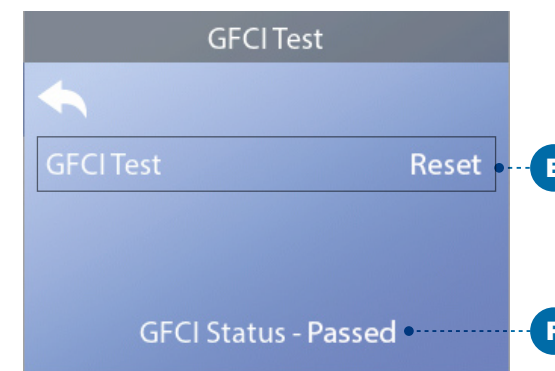 GFCI Test
GFCI Test Reset
E
GFCI Status - Passed
F